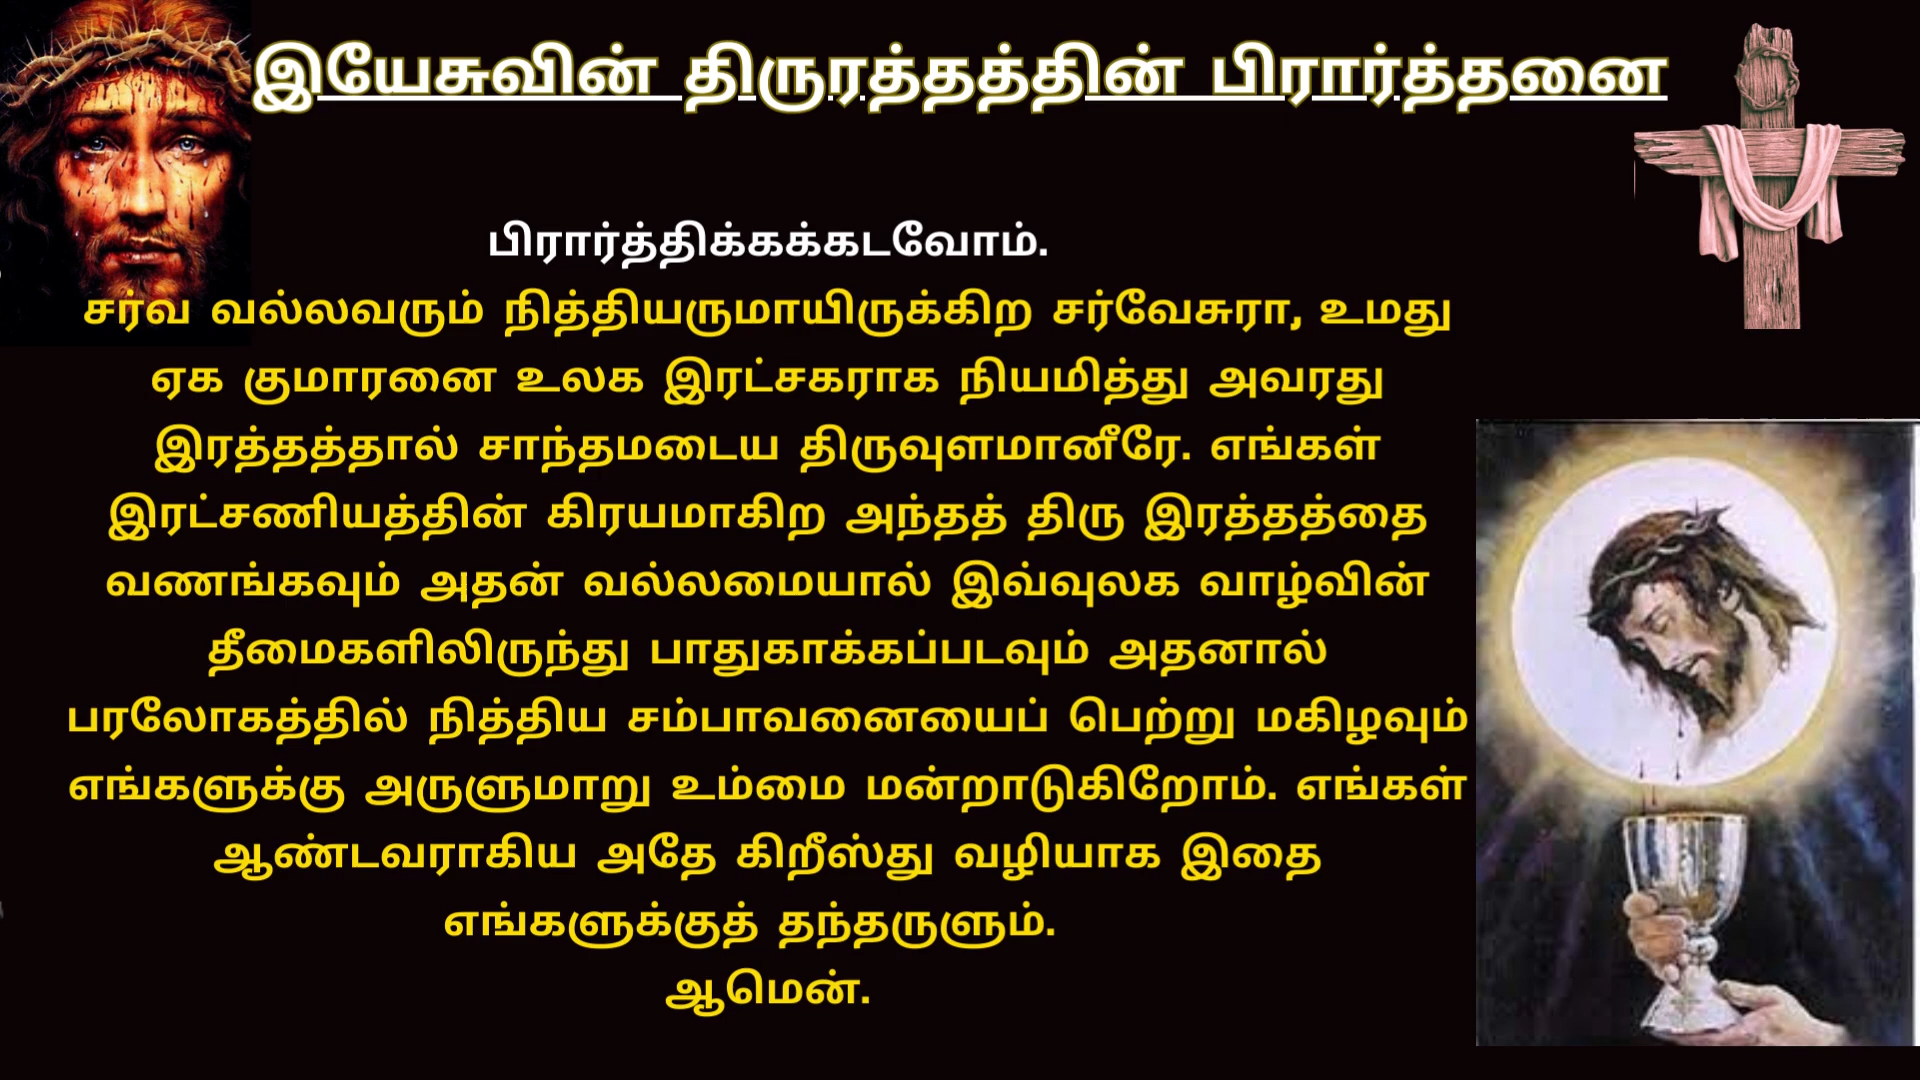 இயேசுவின் திருரத்தத்தின் பிரார்த்தனை
பிரார்த்திக்கக்கடவோம்.
சர்வ வல்லவரும் நித்தியருமாயிருக்கிற சர்வேசுரா, உமது
ஏக குமாரனை உலக இரட்சகராக நியமித்து அவரது
இரத்தத்தால் சாந்தமடைய திருவுளமானீரே. எங்கள்
இரட்சணியத்தின் கிரயமாகிற அந்தத் திரு இரத்தத்தை
வணங்கவும் அதன் வல்லமையால் இவ்வுலக வாழ்வின்
தீமைகளிலிருந்து பாதுகாக்கப்படவும் அதனால்
பரலோகத்தில் நித்திய சம்பாவனையைப் பெற்று மகிழவும்
எங்களுக்கு அருளுமாறு உம்மை மன்றாடுகிறோம். எங்கள்
ஆண்டவராகிய அதே கிறீஸ்து வழியாக இதை
எங்களுக்குத் தந்தருளும்.
ஆமென்.